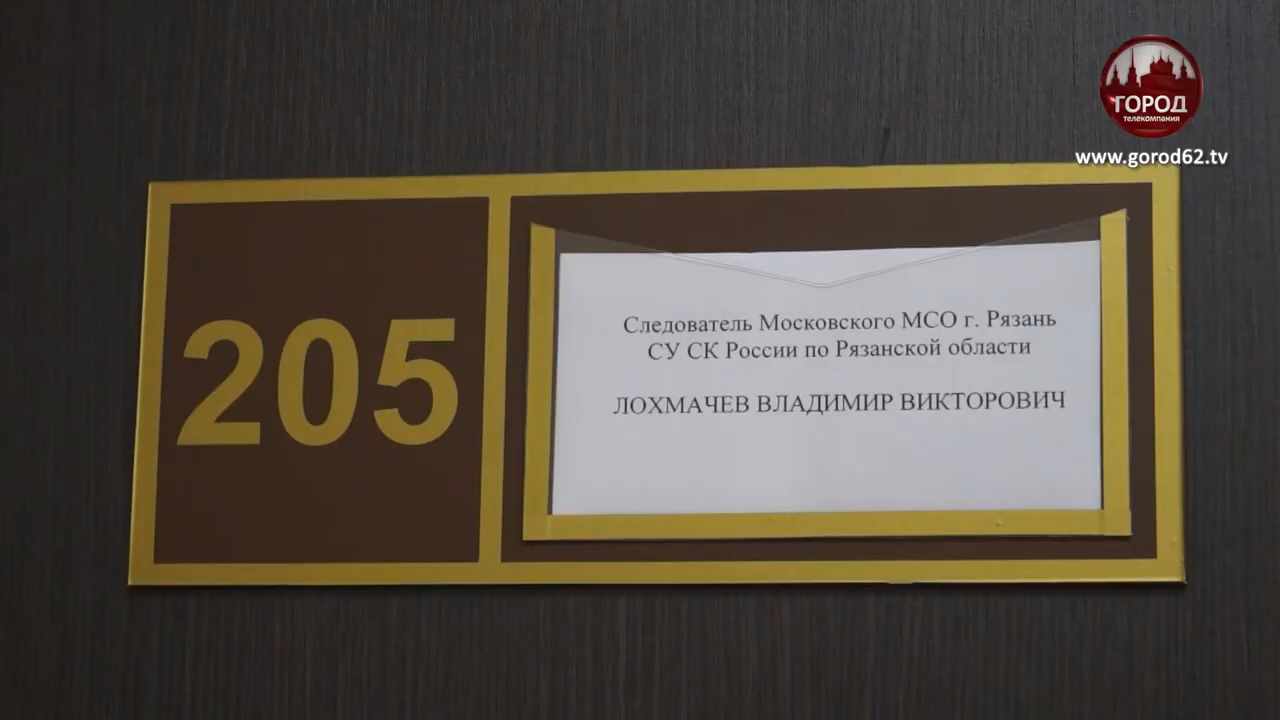 ГОРОД
телекомпания
www.gorod62.tv
205
Следователь Московского МСО г. Рязань
СУ СК России по Рязанской области
ЛОХМАЧЕВ ВЛАДИМИР ВИКТОРОВИЧ